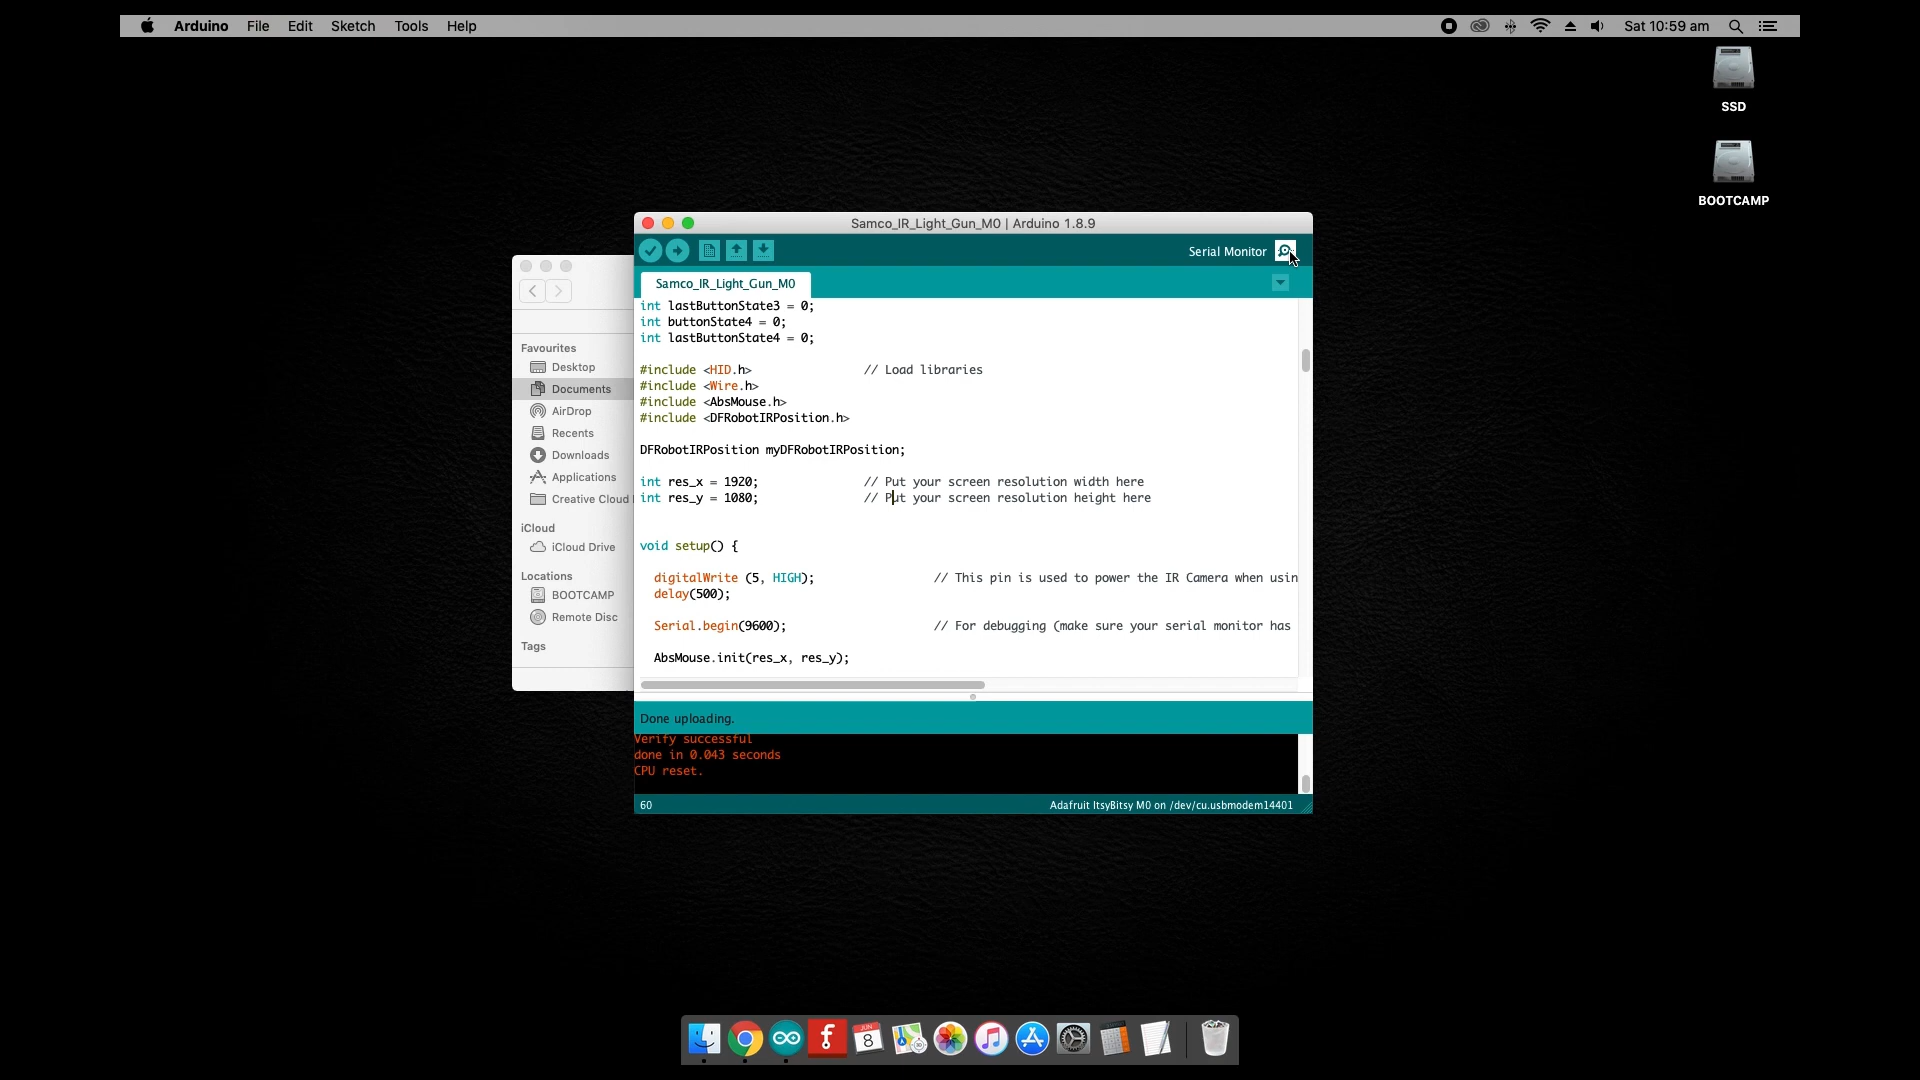 Arduino File Edit Sketch Tools Help
Sat 10:59 am
SSD
BOOTCAMP
Samco_IR_Light_Gun_M0 | Arduino 1.8.9
Serial Monitor
Samco_IR_Light_Gun_M0
int lastButtonState3 = 0;
int buttonState4 = 0;
int lastButtonState4 = 0;
#include <HID.h> // Load libraries
#include <Wire.h>
#include <AbsMouse.h>
#include <DFRobotIRPosition.h>
DFRobotIRPosition myDFRobotIRPosition;
int res_x = 1920; // Put your screen resolution width here
int res_y = 1080; // Put your screen resolution height here
void setup() {
digitalWrite (5, HIGH); // This pin is used to power the IR Camera when usin
delay(500);
Serial.begin(9600); // For debugging (make sure your serial monitor has
AbsMouse.init(res_x, res_y);
Done uploading.
Verify successful
done in 0.043 seconds
CPU reset.
60
Adafruit ItsyBitsy M0 on /dev/cu.usbmodem14401
Favourites
Desktop
Documents
AirDrop
Recents
Downloads
Applications
Creative Cloud
iCloud
iCloud Drive
Locations
BOOTCAMP
Remote Disc
Tags
JUN
8